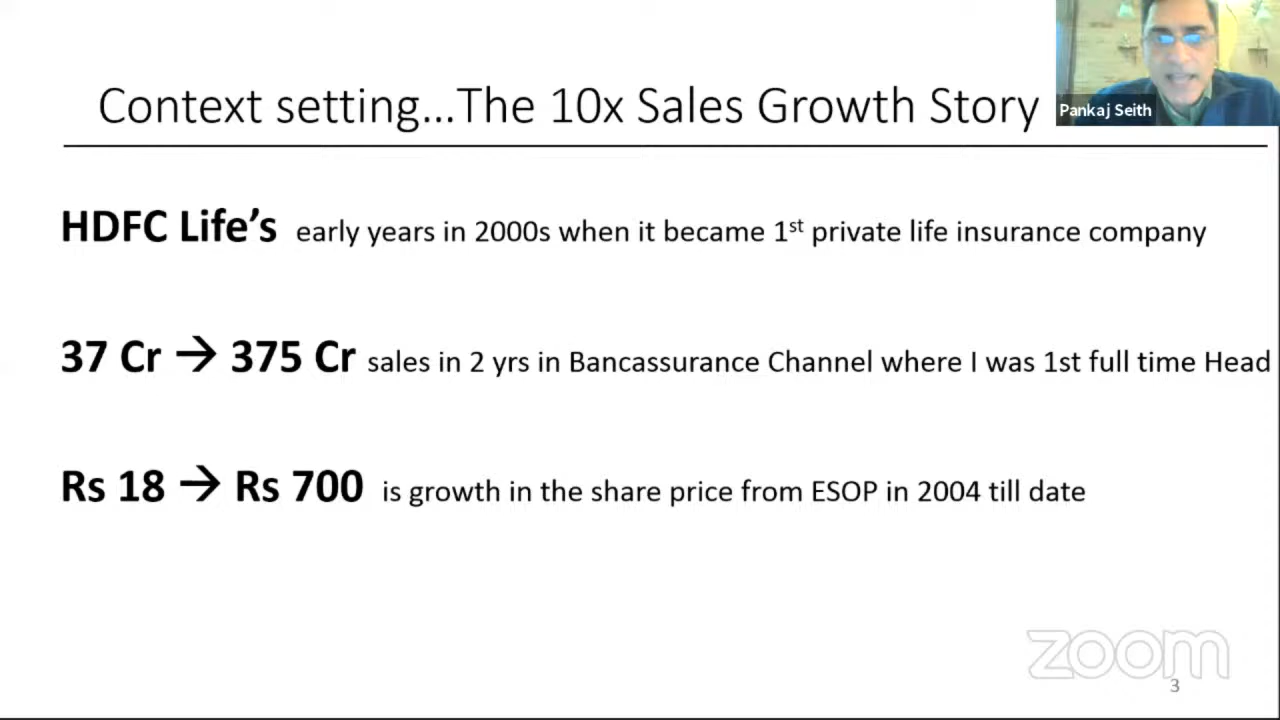 Context setting...The 10x Sales Growth Story
Pankaj Seith
HDFC Life’s early years in 2000s when it became 1st private life insurance company
37 Cr → 375 Cr sales in 2 yrs in Bancassurance Channel where I was 1st full time Head
Rs 18 → Rs 700 is growth in the share price from ESOP in 2004 till date
zoom
3